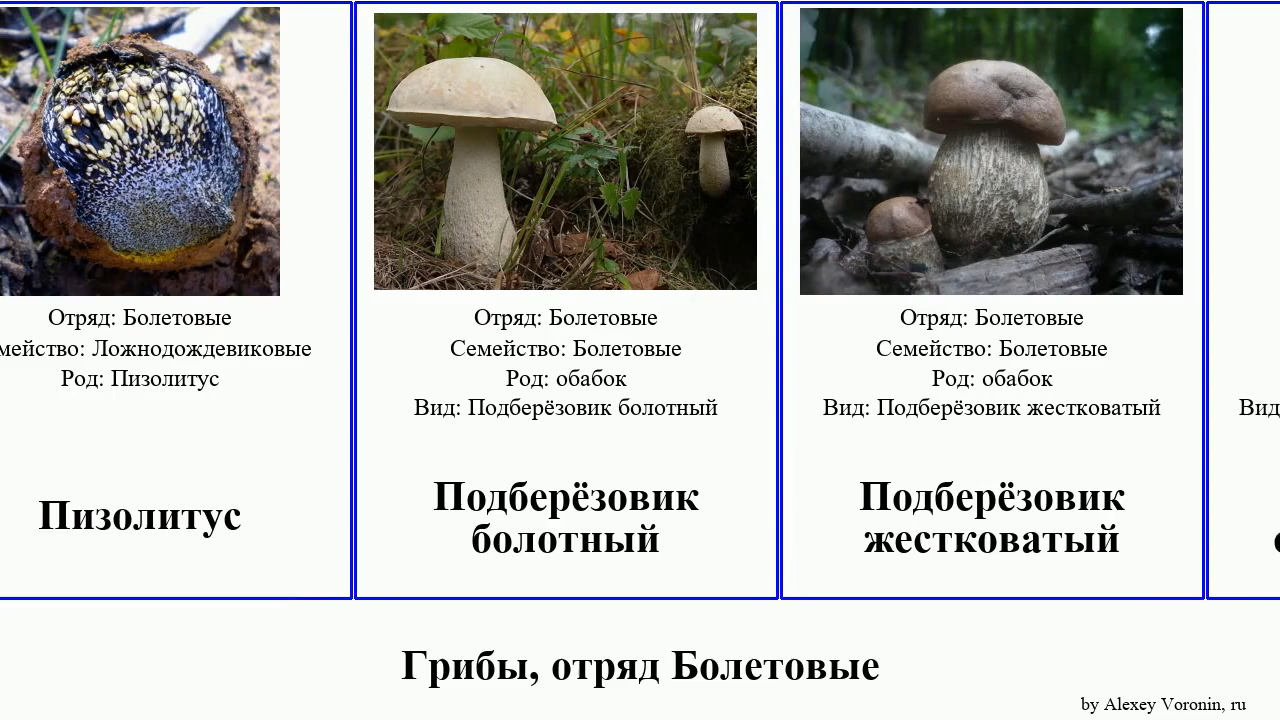 Отряд: Болетовые
мейство: Ложнодождевиковые
Род: Пизолитус
Пизолитус
Отряд: Болетовые
Семейство: Болетовые
Род: обабок
Вид: Подберёзовик болотный
Подберёзовик
болотный
Отряд: Болетовые
Семейство: Болетовые
Род: обабок
Вид: Подберёзовик жестковатый
Подберёзовик
жестковатый
Вид
Грибы, отряд Болетовые
by Alexey Voronin, ru